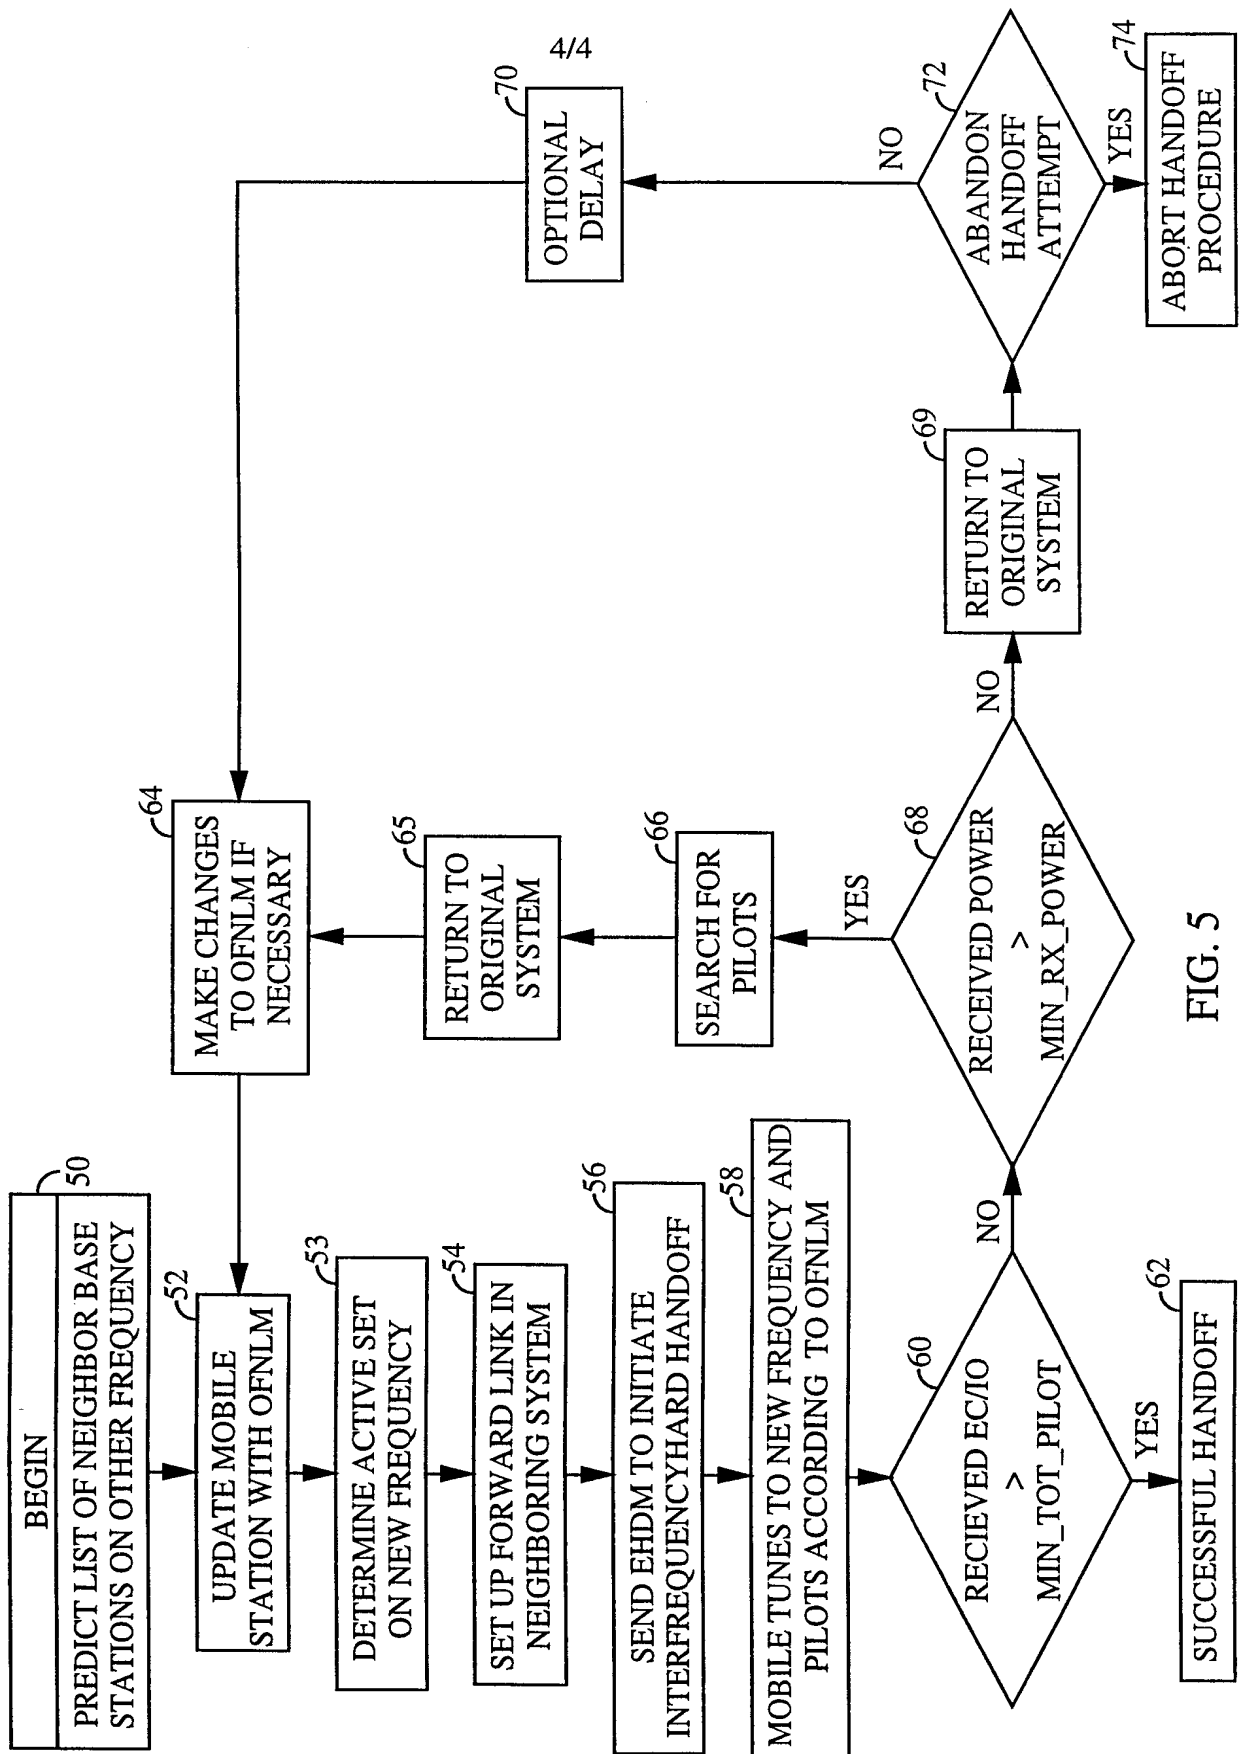 4/4
BEGIN
50
PREDICT LIST OF NEIGHBOR BASE
STATIONS ON OTHER FREQUENCY
52
UPDATE MOBILE
STATION WITH OFNLM
53
DETERMINE ACTIVE SET
ON NEW FREQUENCY
54
SET UP FORWARD LINK IN
NEIGHBORING SYSTEM
56
SEND EHDM TO INITIATE
INTERFREQUENCYHARD HANDOFF
58
MOBILE TUNES TO NEW FREQUENCY AND
PILOTS ACCORDING TO OFNLM
60
RECIEVED EC/IO
>
MIN_TOT_PILOT
YES
62
SUCCESSFUL HANDOFF
NO
68
RECEIVED POWER
>
MIN_RX_POWER
YES
66
SEARCH FOR
PILOTS
65
RETURN TO
ORIGINAL
SYSTEM
64
MAKE CHANGES
TO OFNLM IF
NECESSARY
NO
69
RETURN TO
ORIGINAL
SYSTEM
72
ABANDON
HANDOFF
ATTEMPT
NO
70
OPTIONAL
DELAY
YES
74
ABORT HANDOFF
PROCEDURE
FIG. 5